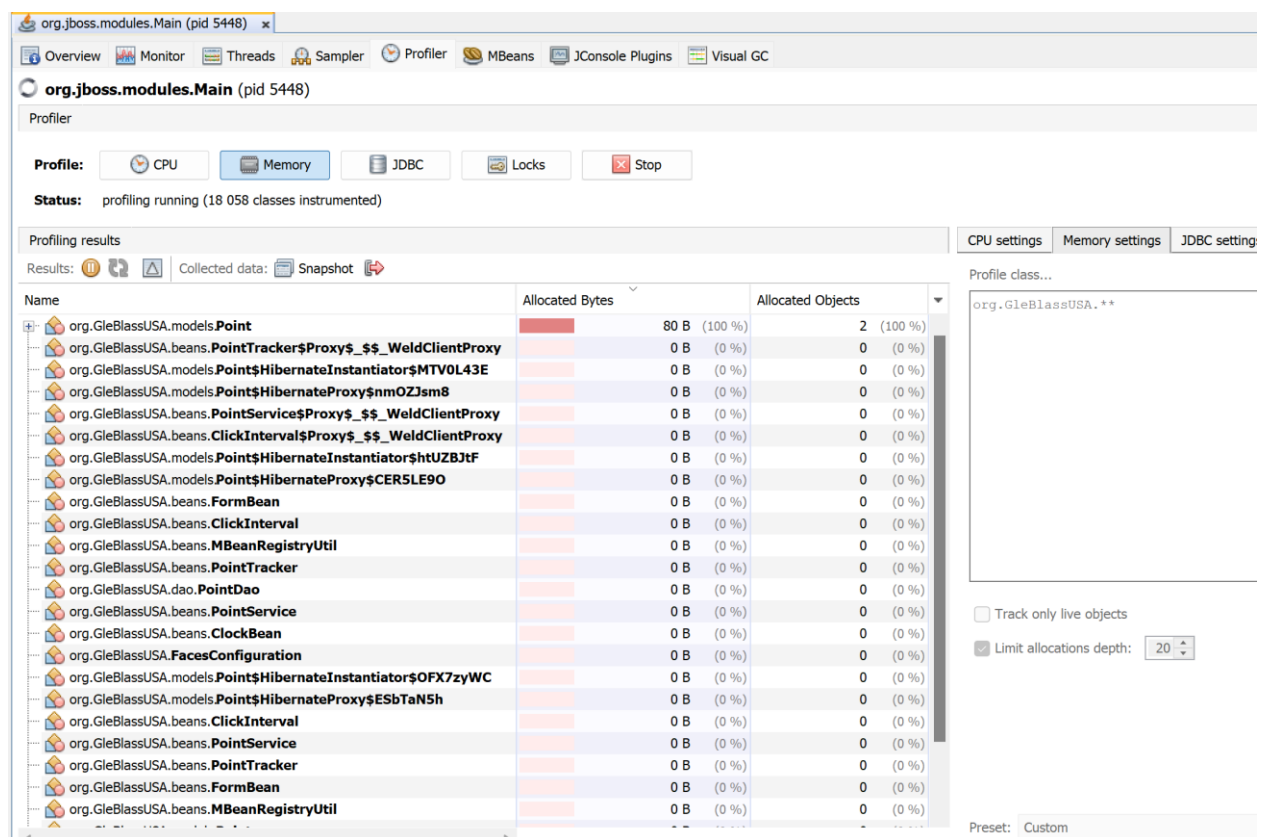 org.jboss.modules.Main (pid 5448) x
Overview Monitor Threads Sampler Profiler MBeans JConsole Plugins Visual GC
org.jboss.modules.Main (pid 5448)
Profiler
Profile: CPU Memory JDBC Locks Stop
Status: profiling running (18 058 classes instrumented)
Profiling results
Results: Collected data: Snapshot
Name Allocated Bytes Allocated Objects
org.GleBlassUSA.models.Point 80 B (100 %) 2 (100 %)
org.GleBlassUSA.beans.PointTracker$Proxy$_$$_WeldClientProxy 0 B (0 %) 0 (0 %)
org.GleBlassUSA.models.Point$HibernateInstantiator$MTV0L43E 0 B (0 %) 0 (0 %)
org.GleBlassUSA.models.Point$HibernateProxy$nmOZJsm8 0 B (0 %) 0 (0 %)
org.GleBlassUSA.beans.PointService$Proxy$_$$_WeldClientProxy 0 B (0 %) 0 (0 %)
org.GleBlassUSA.beans.ClickInterval$Proxy$_$$_WeldClientProxy 0 B (0 %) 0 (0 %)
org.GleBlassUSA.models.Point$HibernateInstantiator$htUZBJtF 0 B (0 %) 0 (0 %)
org.GleBlassUSA.models.Point$HibernateProxy$CER5LE9O 0 B (0 %) 0 (0 %)
org.GleBlassUSA.beans.FormBean 0 B (0 %) 0 (0 %)
org.GleBlassUSA.beans.ClickInterval 0 B (0 %) 0 (0 %)
org.GleBlassUSA.beans.MBeanRegistryUtil 0 B (0 %) 0 (0 %)
org.GleBlassUSA.beans.PointTracker 0 B (0 %) 0 (0 %)
org.GleBlassUSA.dao.PointDao 0 B (0 %) 0 (0 %)
org.GleBlassUSA.beans.PointService 0 B (0 %) 0 (0 %)
org.GleBlassUSA.beans.ClockBean 0 B (0 %) 0 (0 %)
org.GleBlassUSA.FacesConfiguration 0 B (0 %) 0 (0 %)
org.GleBlassUSA.models.Point$HibernateInstantiator$OFX7zyWC 0 B (0 %) 0 (0 %)
org.GleBlassUSA.models.Point$HibernateProxy$ESbTaN5h 0 B (0 %) 0 (0 %)
org.GleBlassUSA.beans.ClickInterval 0 B (0 %) 0 (0 %)
org.GleBlassUSA.beans.PointService 0 B (0 %) 0 (0 %)
org.GleBlassUSA.beans.PointTracker 0 B (0 %) 0 (0 %)
org.GleBlassUSA.beans.FormBean 0 B (0 %) 0 (0 %)
org.GleBlassUSA.beans.MBeanRegistryUtil 0 B (0 %) 0 (0 %)
CPU settings Memory settings JDBC setting
Profile class...
org.GleBlassUSA.**
Track only live objects
Limit allocations depth: 20
Preset: Custom